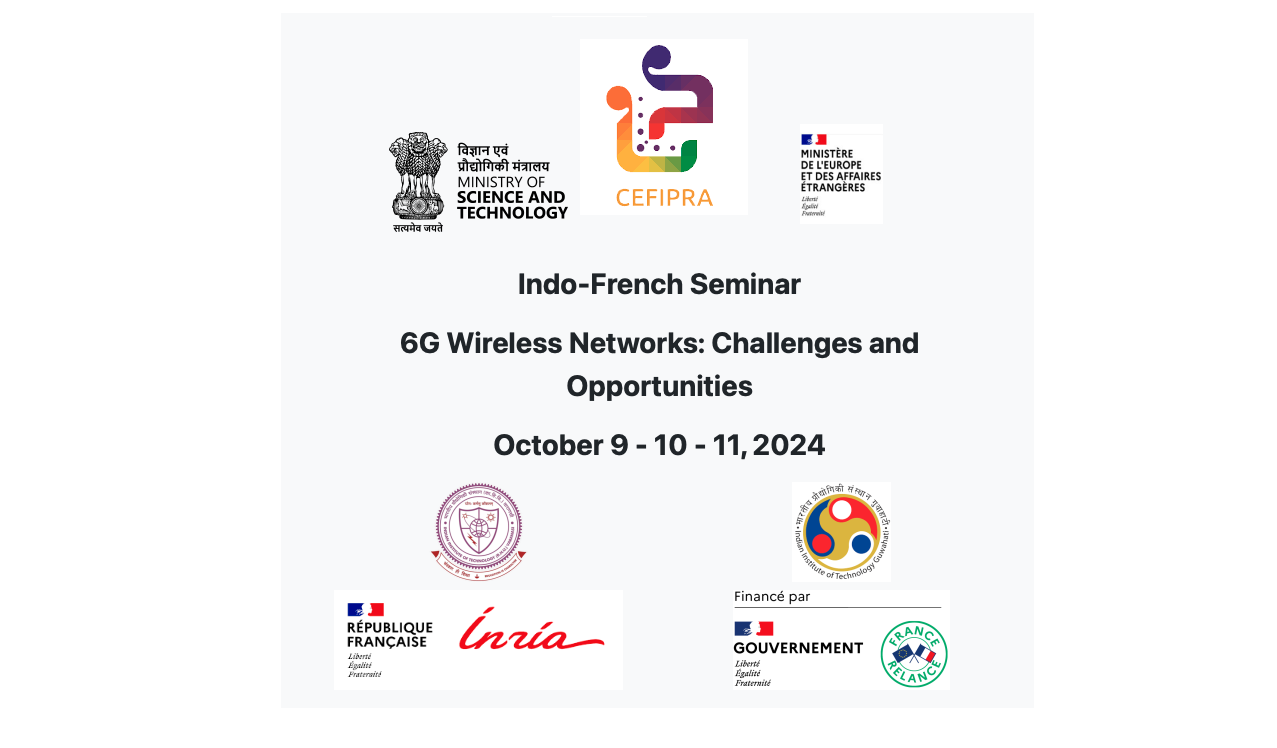 विज्ञान एवं
प्रौद्योगिकी मंत्रालय
MINISTRY OF
SCIENCE AND
TECHNOLOGY
सत्यमेव जयते
CEFIPRA
MINISTÈRE
DE L'EUROPE
ET DES AFFAIRES
ÉTRANGÈRES
Liberté
Égalité
Fraternité
Indo-French Seminar
6G Wireless Networks: Challenges and
Opportunities
October 9 - 10 - 11, 2024
भारतीय प्रौद्योगिकी संस्थान गुवाहाटी
Indian Institute of Technology Guwahati
RÉPUBLIQUE
FRANÇAISE
Liberté
Égalité
Fraternité
Inria
Financé par
GOUVERNEMENT
Liberté
Égalité
Fraternité
FRANCE
RELANCE